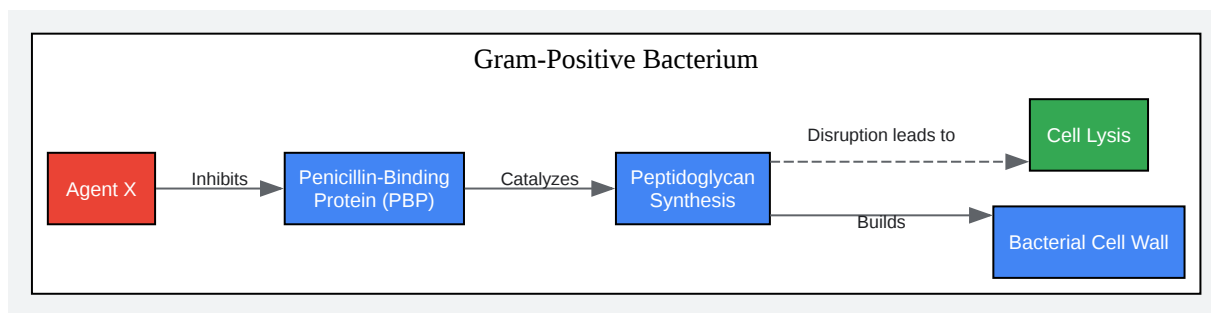 Gram-Positive Bacterium
Agent X
Inhibits
Penicillin-Binding
Protein (PBP)
Catalyzes
Peptidoglycan
Synthesis
Disruption leads to
Cell Lysis
Builds
Bacterial Cell Wall